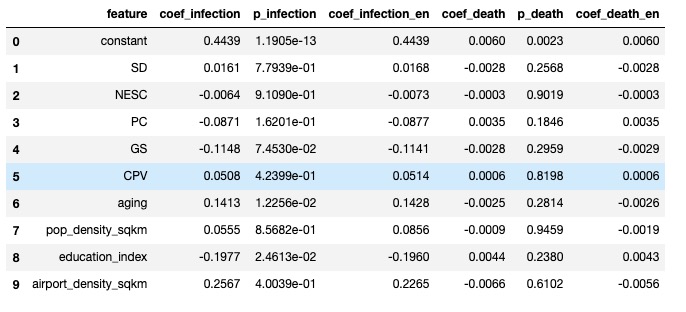 feature coef_infection p_infection coef_infection_en coef_death p_death coef_death_en
0 constant 0.4439 1.1905e-13 0.4439 0.0060 0.0023 0.0060
1 SD 0.0161 7.7939e-01 0.0168 -0.0028 0.2568 -0.0028
2 NESC -0.0064 9.1090e-01 -0.0073 -0.0003 0.9019 -0.0003
3 PC -0.0871 1.6201e-01 -0.0877 0.0035 0.1846 0.0035
4 GS -0.1148 7.4530e-02 -0.1141 -0.0028 0.2959 -0.0029
5 CPV 0.0508 4.2399e-01 0.0514 0.0006 0.8198 0.0006
6 aging 0.1413 1.2256e-02 0.1428 -0.0025 0.2814 -0.0026
7 pop_density_sqkm 0.0555 8.5682e-01 0.0856 -0.0009 0.9459 -0.0019
8 education_index -0.1977 2.4613e-02 -0.1960 0.0044 0.2380 0.0043
9 airport_density_sqkm 0.2567 4.0039e-01 0.2265 -0.0066 0.6102 -0.0056